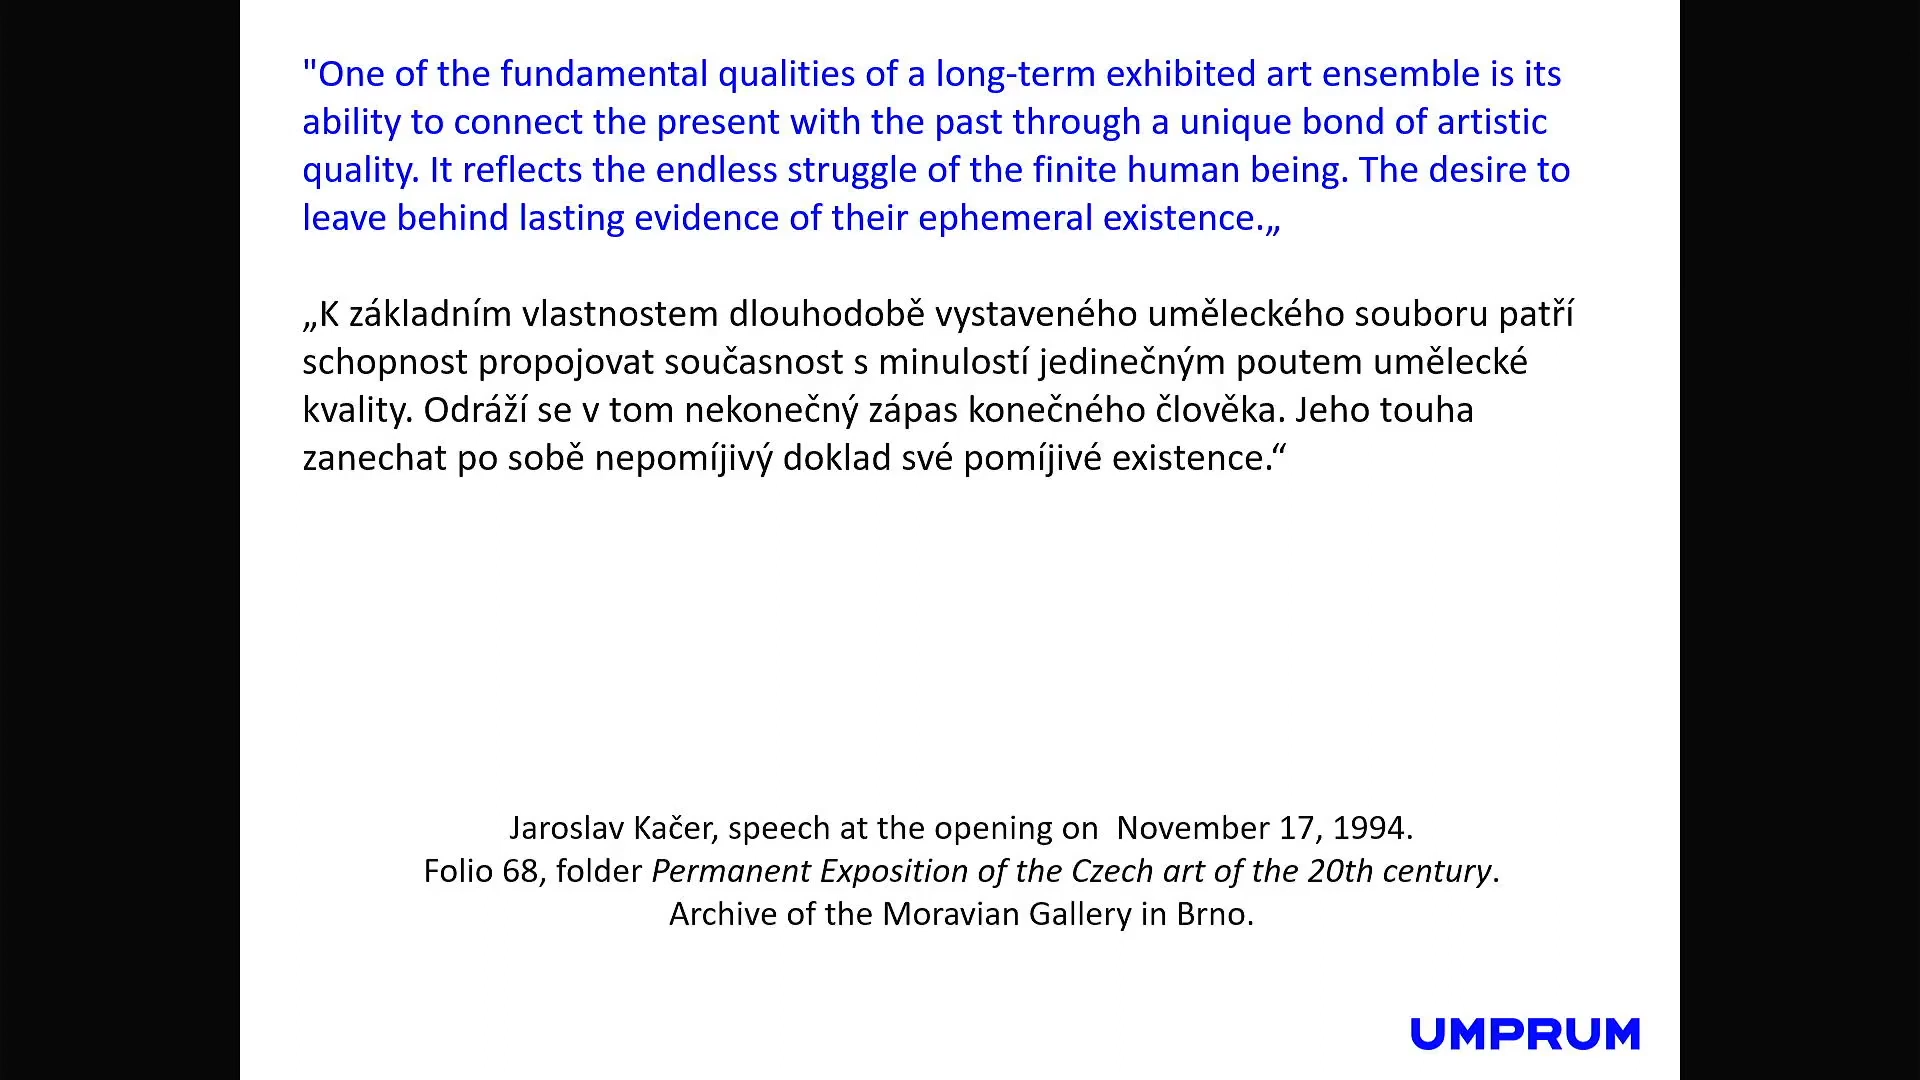 "One of the fundamental qualities of a long-term exhibited art ensemble is its
ability to connect the present with the past through a unique bond of artistic
quality. It reflects the endless struggle of the finite human being. The desire to
leave behind lasting evidence of their ephemeral existence.„
„K základním vlastnostem dlouhodobě vystaveného uměleckého souboru patří
schopnost propojovat současnost s minulostí jedinečným poutem umělecké
kvality. Odráží se v tom nekonečný zápas konečného člověka. Jeho touha
zanechat po sobě nepomíjivý doklad své pomíjivé existence.“
Jaroslav Kačer, speech at the opening on  November 17, 1994.
Folio 68, folder Permanent Exposition of the Czech art of the 20th century.
Archive of the Moravian Gallery in Brno.
UMPRUM